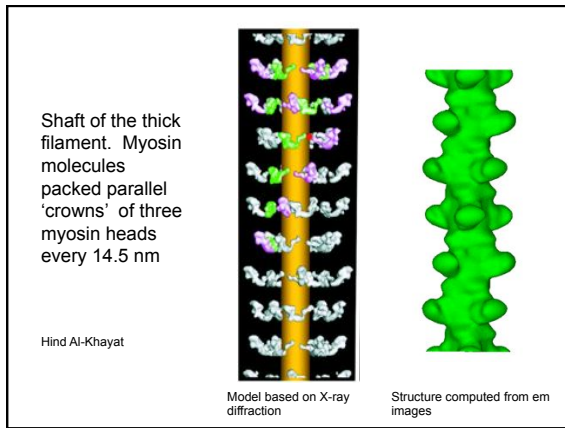 Shaft of the thick
filament. Myosin
molecules
packed parallel
‘crowns’ of three
myosin heads
every 14.5 nm
Hind Al-Khayat
Model based on X-ray
diffraction
Structure computed from em
images